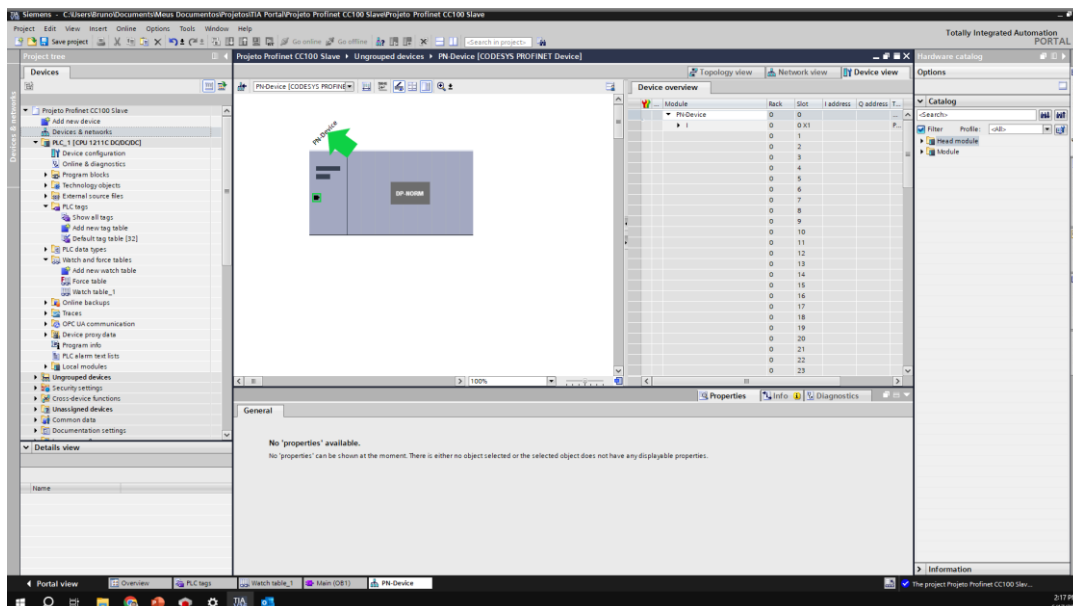 Siemens - C:\Users\Bruno\Documents\Meus Documentos\Projetos\TIA Portal\Projeto Profinet CC100 Slave\Projeto Profinet CC100 Slave
Project Edit View Insert Online Options Tools Window Help
Save project Go online Go offline <Search in project>
Totally Integrated Automation
PORTAL
Project tree
Projeto Profinet CC100 Slave Ungrouped devices PN-Device [CODESYS PROFINET Device]
Hardware catalog
Devices
Topology view Network view Device view
Options
PN-Device [CODESYS PROFINE
Device overview
Devices & networks
Module Rack Slot I address Q address T...
Catalog
PN-Device 0 0
<Search>
0 0 X1 P...
Filter Profile: <All>
0 1
Head module
0 2
Module
0 3
0 4
0 5
0 6
0 7
0 8
0 9
0 10
0 11
0 12
0 13
0 14
0 15
0 16
0 17
0 18
0 19
0 20
0 21
0 22
0 23
Projeto Profinet CC100 Slave
Add new device
Devices & networks
PLC_1 [CPU 1211C DC/DC/DC]
Device configuration
Online & diagnostics
Program blocks
Technology objects
External source files
PLC tags
Show all tags
Add new tag table
Default tag table [32]
PLC data types
Watch and force tables
Add new watch table
Force table
Watch table_1
Online backups
Traces
OPC UA communication
Device proxy data
Program info
PLC alarm text lists
Local modules
Ungrouped devices
Security settings
Cross-device functions
Unassigned devices
Common data
Documentation settings
PN-Device
DP-NORM
100%
Properties Info Diagnostics
General
No 'properties' available.
No 'properties' can be shown at the moment. There is either no object selected or the selected object does not have any displayable properties.
Details view
Name
Information
Portal view Overview PLC tags Watch table_1 Main (OB1) PN-Device
The project Projeto Profinet CC100 Slav...
2:17 P